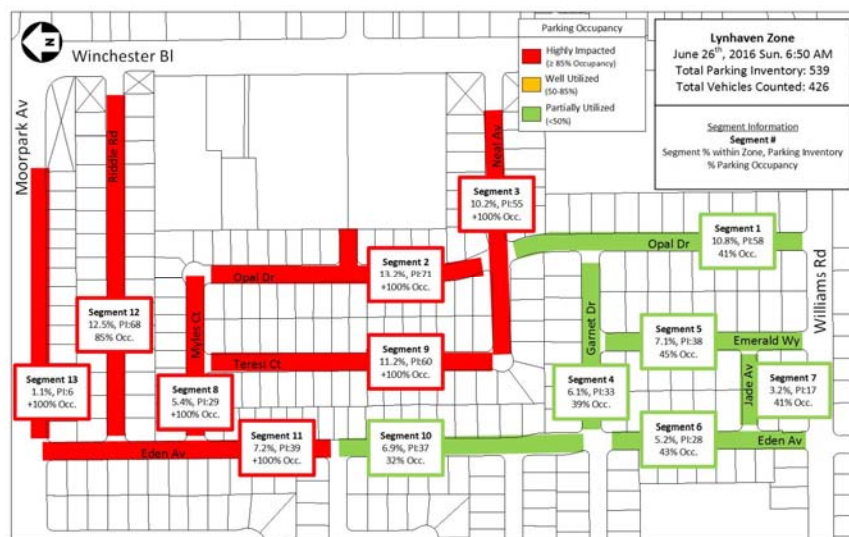 N
Winchester Bl
Moorpark Av
Riddle Rd
Parking Occupancy
Highly Impacted
(≥ 85% Occupancy)
Well Utilized
(50-85%)
Partially Utilized
(<50%)
Lynhaven Zone
June 26th, 2016 Sun. 6:50 AM
Total Parking Inventory: 539
Total Vehicles Counted: 426
Segment Information
Segment #
Segment % within Zone, Parking Inventory
% Parking Occupancy
Neal Av
Segment 3
10.2%, PI:55
+100% Occ.
Segment 1
10.8%, PI:58
41% Occ.
Opal Dr
Williams Rd
Segment 2
13.2%, PI:71
+100% Occ.
Opal Dr
Segment 12
12.5%, PI:68
85% Occ.
Myles Ct
Garnet Dr
Segment 5
7.1%, PI:38
45% Occ.
Emerald Wy
Segment 9
11.2%, PI:60
+100% Occ.
Teresi Ct
Segment 13
1.1%, PI:6
+100% Occ.
Segment 8
5.4%, PI:29
+100% Occ.
Segment 4
6.1%, PI:33
39% Occ.
Jade Av
Segment 7
3.2%, PI:17
41% Occ.
Segment 11
7.2%, PI:39
+100% Occ.
Eden Av
Segment 10
6.9%, PI:37
32% Occ.
Segment 6
5.2%, PI:28
43% Occ.
Eden Av